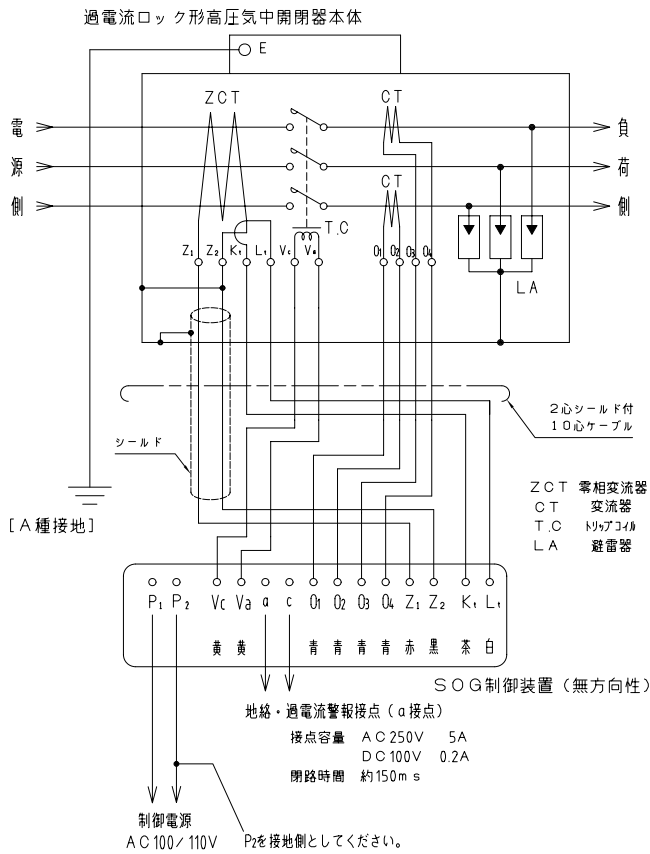 過電流ロック形高圧気中開閉器本体
E
ZCT
CT
電
源
側
負
荷
側
CT
T.C
Z1 Z2 Kt Lt Vc Va O1 O2 O3 O4
LA
2心シールド付
10心ケーブル
シールド
[A種接地]
ZCT 零相変流器
CT 変流器
T.C トリップコイル
LA 避雷器
P1 P2 Vc Va a c O1 O2 O3 O4 Z1 Z2 Kt Lt
黄 黄 青 青 青 青 赤 黒 茶 白
SOG制御装置(無方向性)
地絡・過電流警報接点(a接点)
接点容量 AC250V 5A
DC100V 0.2A
閉路時間 約150ms
制御電源
AC100/110V
P2を接地側としてください。